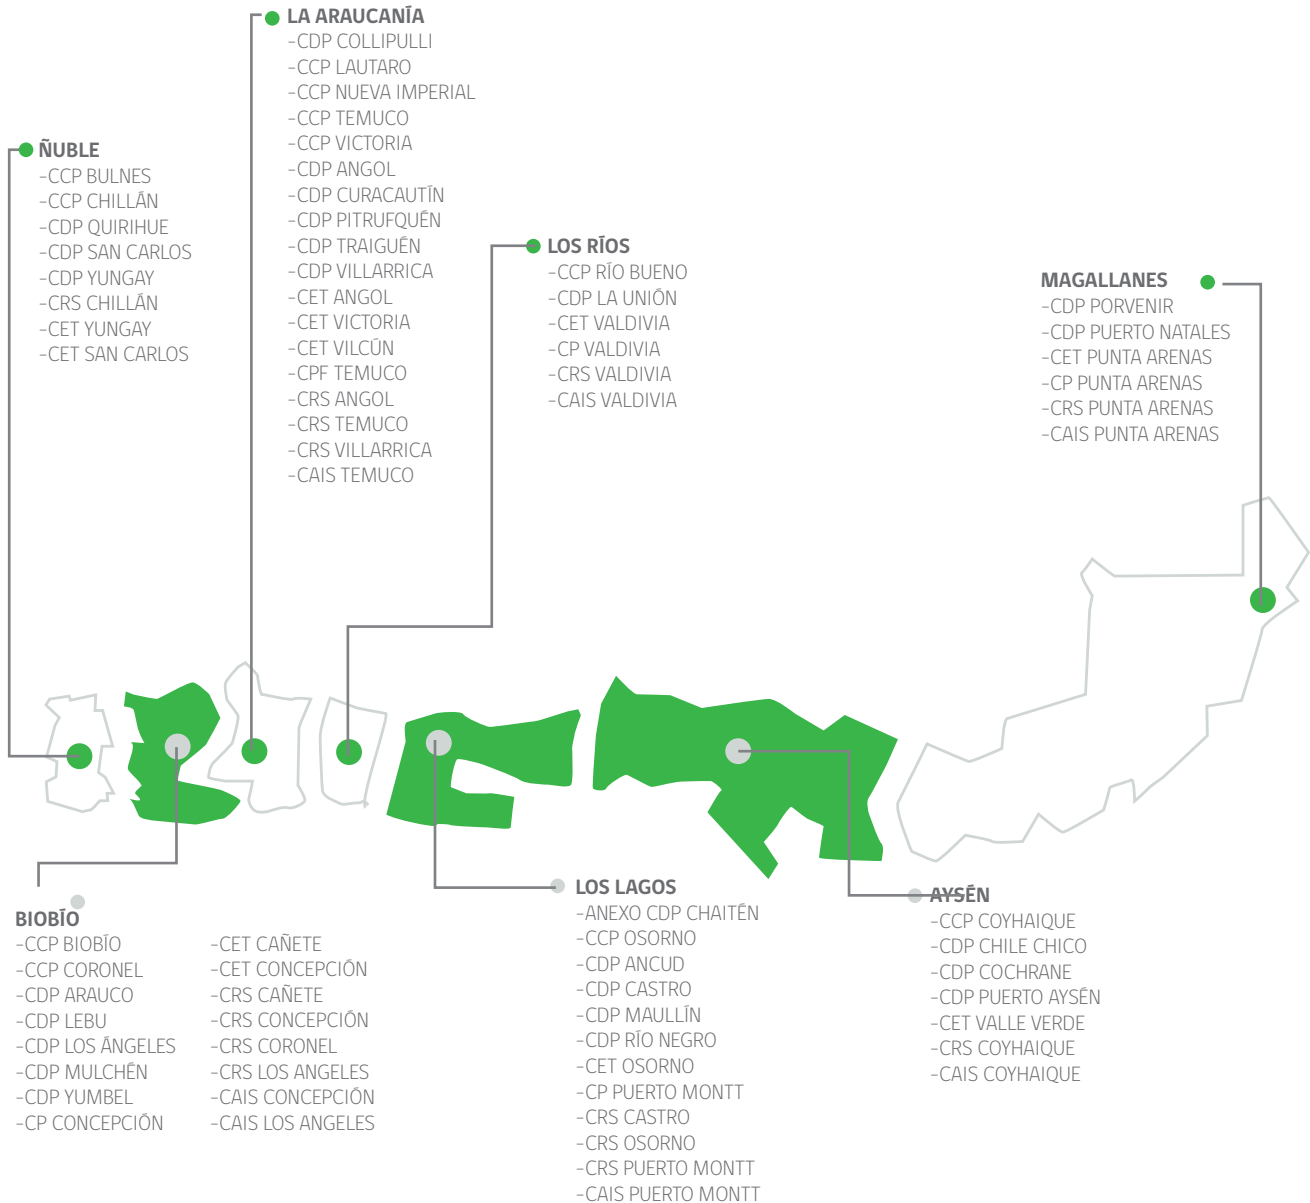 LA ARAUCANÍA
-CDP COLLIPULLI
-CCP LAUTARO
-CCP NUEVA IMPERIAL
-CCP TEMUCO
-CCP VICTORIA
-CDP ANGOL
-CDP CURACAUTÍN
-CDP PITRUFQUÉN
-CDP TRAIGUÉN
-CDP VILLARRICA
-CET ANGOL
-CET VICTORIA
-CET VILCÚN
-CPF TEMUCO
-CRS ANGOL
-CRS TEMUCO
-CRS VILLARRICA
-CAIS TEMUCO
ÑUBLE
-CCP BULNES
-CCP CHILLÁN
-CDP QUIRIHUE
-CDP SAN CARLOS
-CDP YUNGAY
-CRS CHILLÁN
-CET YUNGAY
-CET SAN CARLOS
LOS RÍOS
-CCP RÍO BUENO
-CDP LA UNIÓN
-CET VALDIVIA
-CP VALDIVIA
-CRS VALDIVIA
-CAIS VALDIVIA
MAGALLANES
-CDP PORVENIR
-CDP PUERTO NATALES
-CET PUNTA ARENAS
-CP PUNTA ARENAS
-CRS PUNTA ARENAS
-CAIS PUNTA ARENAS
BIOBÍO
-CCP BIOBÍO
-CCP CORONEL
-CDP ARAUCO
-CDP LEBU
-CDP LOS ÁNGELES
-CDP MULCHÉN
-CDP YUMBEL
-CP CONCEPCIÓN
-CET CAÑETE
-CET CONCEPCIÓN
-CRS CAÑETE
-CRS CONCEPCIÓN
-CRS CORONEL
-CRS LOS ANGELES
-CAIS CONCEPCIÓN
-CAIS LOS ANGELES
LOS LAGOS
-ANEXO CDP CHAITÉN
-CCP OSORNO
-CDP ANCUD
-CDP CASTRO
-CDP MAULLÍN
-CDP RÍO NEGRO
-CET OSORNO
-CP PUERTO MONTT
-CRS CASTRO
-CRS OSORNO
-CRS PUERTO MONTT
-CAIS PUERTO MONTT
AYSÉN
-CCP COYHAIQUE
-CDP CHILE CHICO
-CDP COCHRANE
-CDP PUERTO AYSÉN
-CET VALLE VERDE
-CRS COYHAIQUE
-CAIS COYHAIQUE